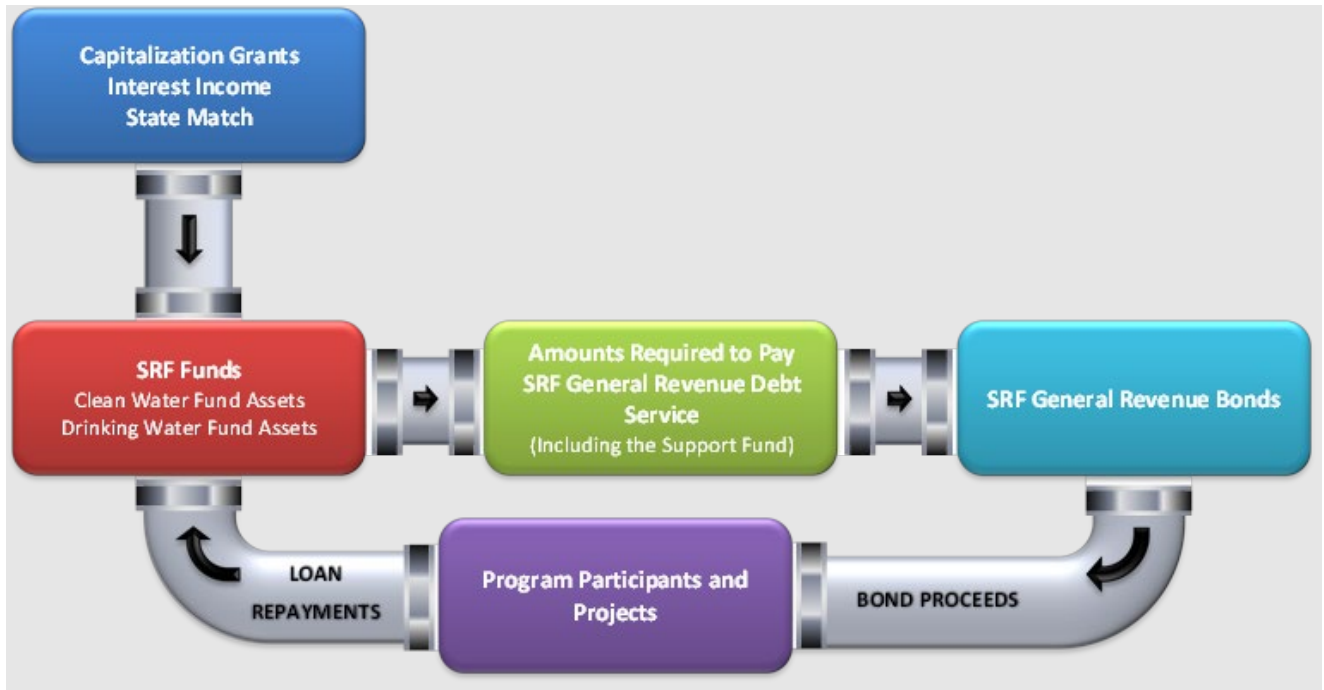 Capitalization Grants
Interest Income
State Match
SRF Funds
Clean Water Fund Assets
Drinking Water Fund Assets
Amounts Required to Pay
SRF General Revenue Debt
Service
(Including the Support Fund)
SRF General Revenue Bonds
LOAN
REPAYMENTS
Program Participants and
Projects
BOND PROCEEDS